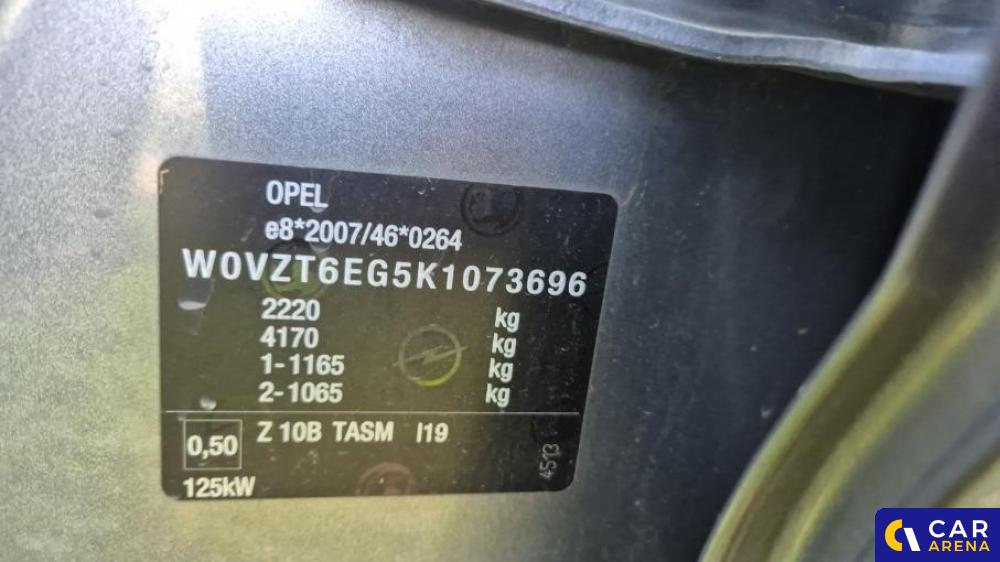 OPEL
e8*2007/46*0264
W0VZT6EG5K1073696
2220 kg
4170 kg
1-1165 kg
2-1065 kg
0,50 Z 10B TASM I19
125kW
4513
CAR
ARENA